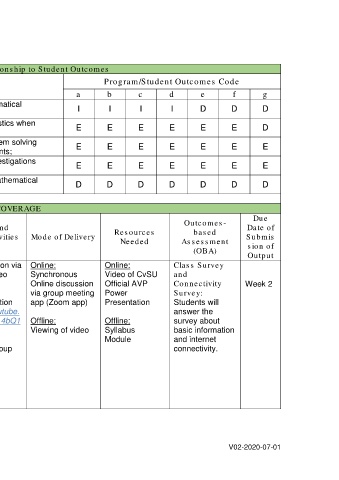 onship to Student Outcomes
Program/Student Outcomes Code
a b c d e f g
matical I I I I D D D
stics when E E E E E E D
em solving
nts; E E E E E E E
estigations E E E E E E E
athematical D D D D D D D
COVERAGE
nd
vities
Mode of Delivery
Resources
Needed
Outcomes-
based
Assessment
(OBA)
Due
Date of
Submis
sion of
Output
on via
eo
tion
utube.
4bQ1
oup
Online:
Synchronous
Online discussion
via group meeting
app (Zoom app)
Offline:
Viewing of video
Online:
Video of CvSU
Official AVP
Power
Presentation
Offline:
Syllabus
Module
Class Survey
and
Connectivity
Survey:
Students will
answer the
survey about
basic information
and internet
connectivity.
Week 2
V02-2020-07-01